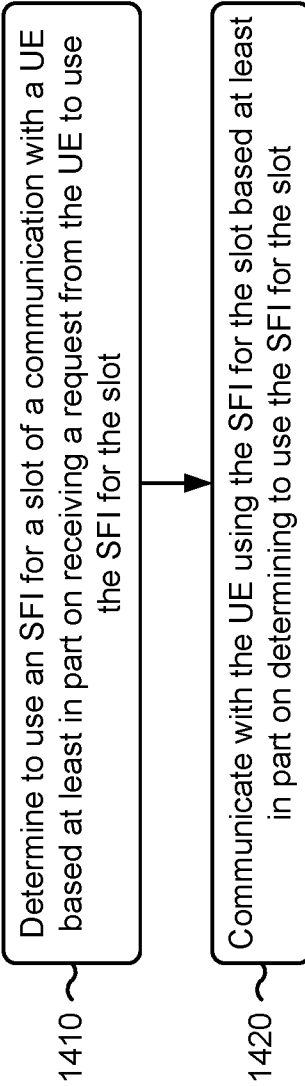 1410
Determine to use an SFI for a slot of a communication with a UE
based at least in part on receiving a request from the UE to use
the SFI for the slot
1420
Communicate with the UE using the SFI for the slot based at least
in part on determining to use the SFI for the slot